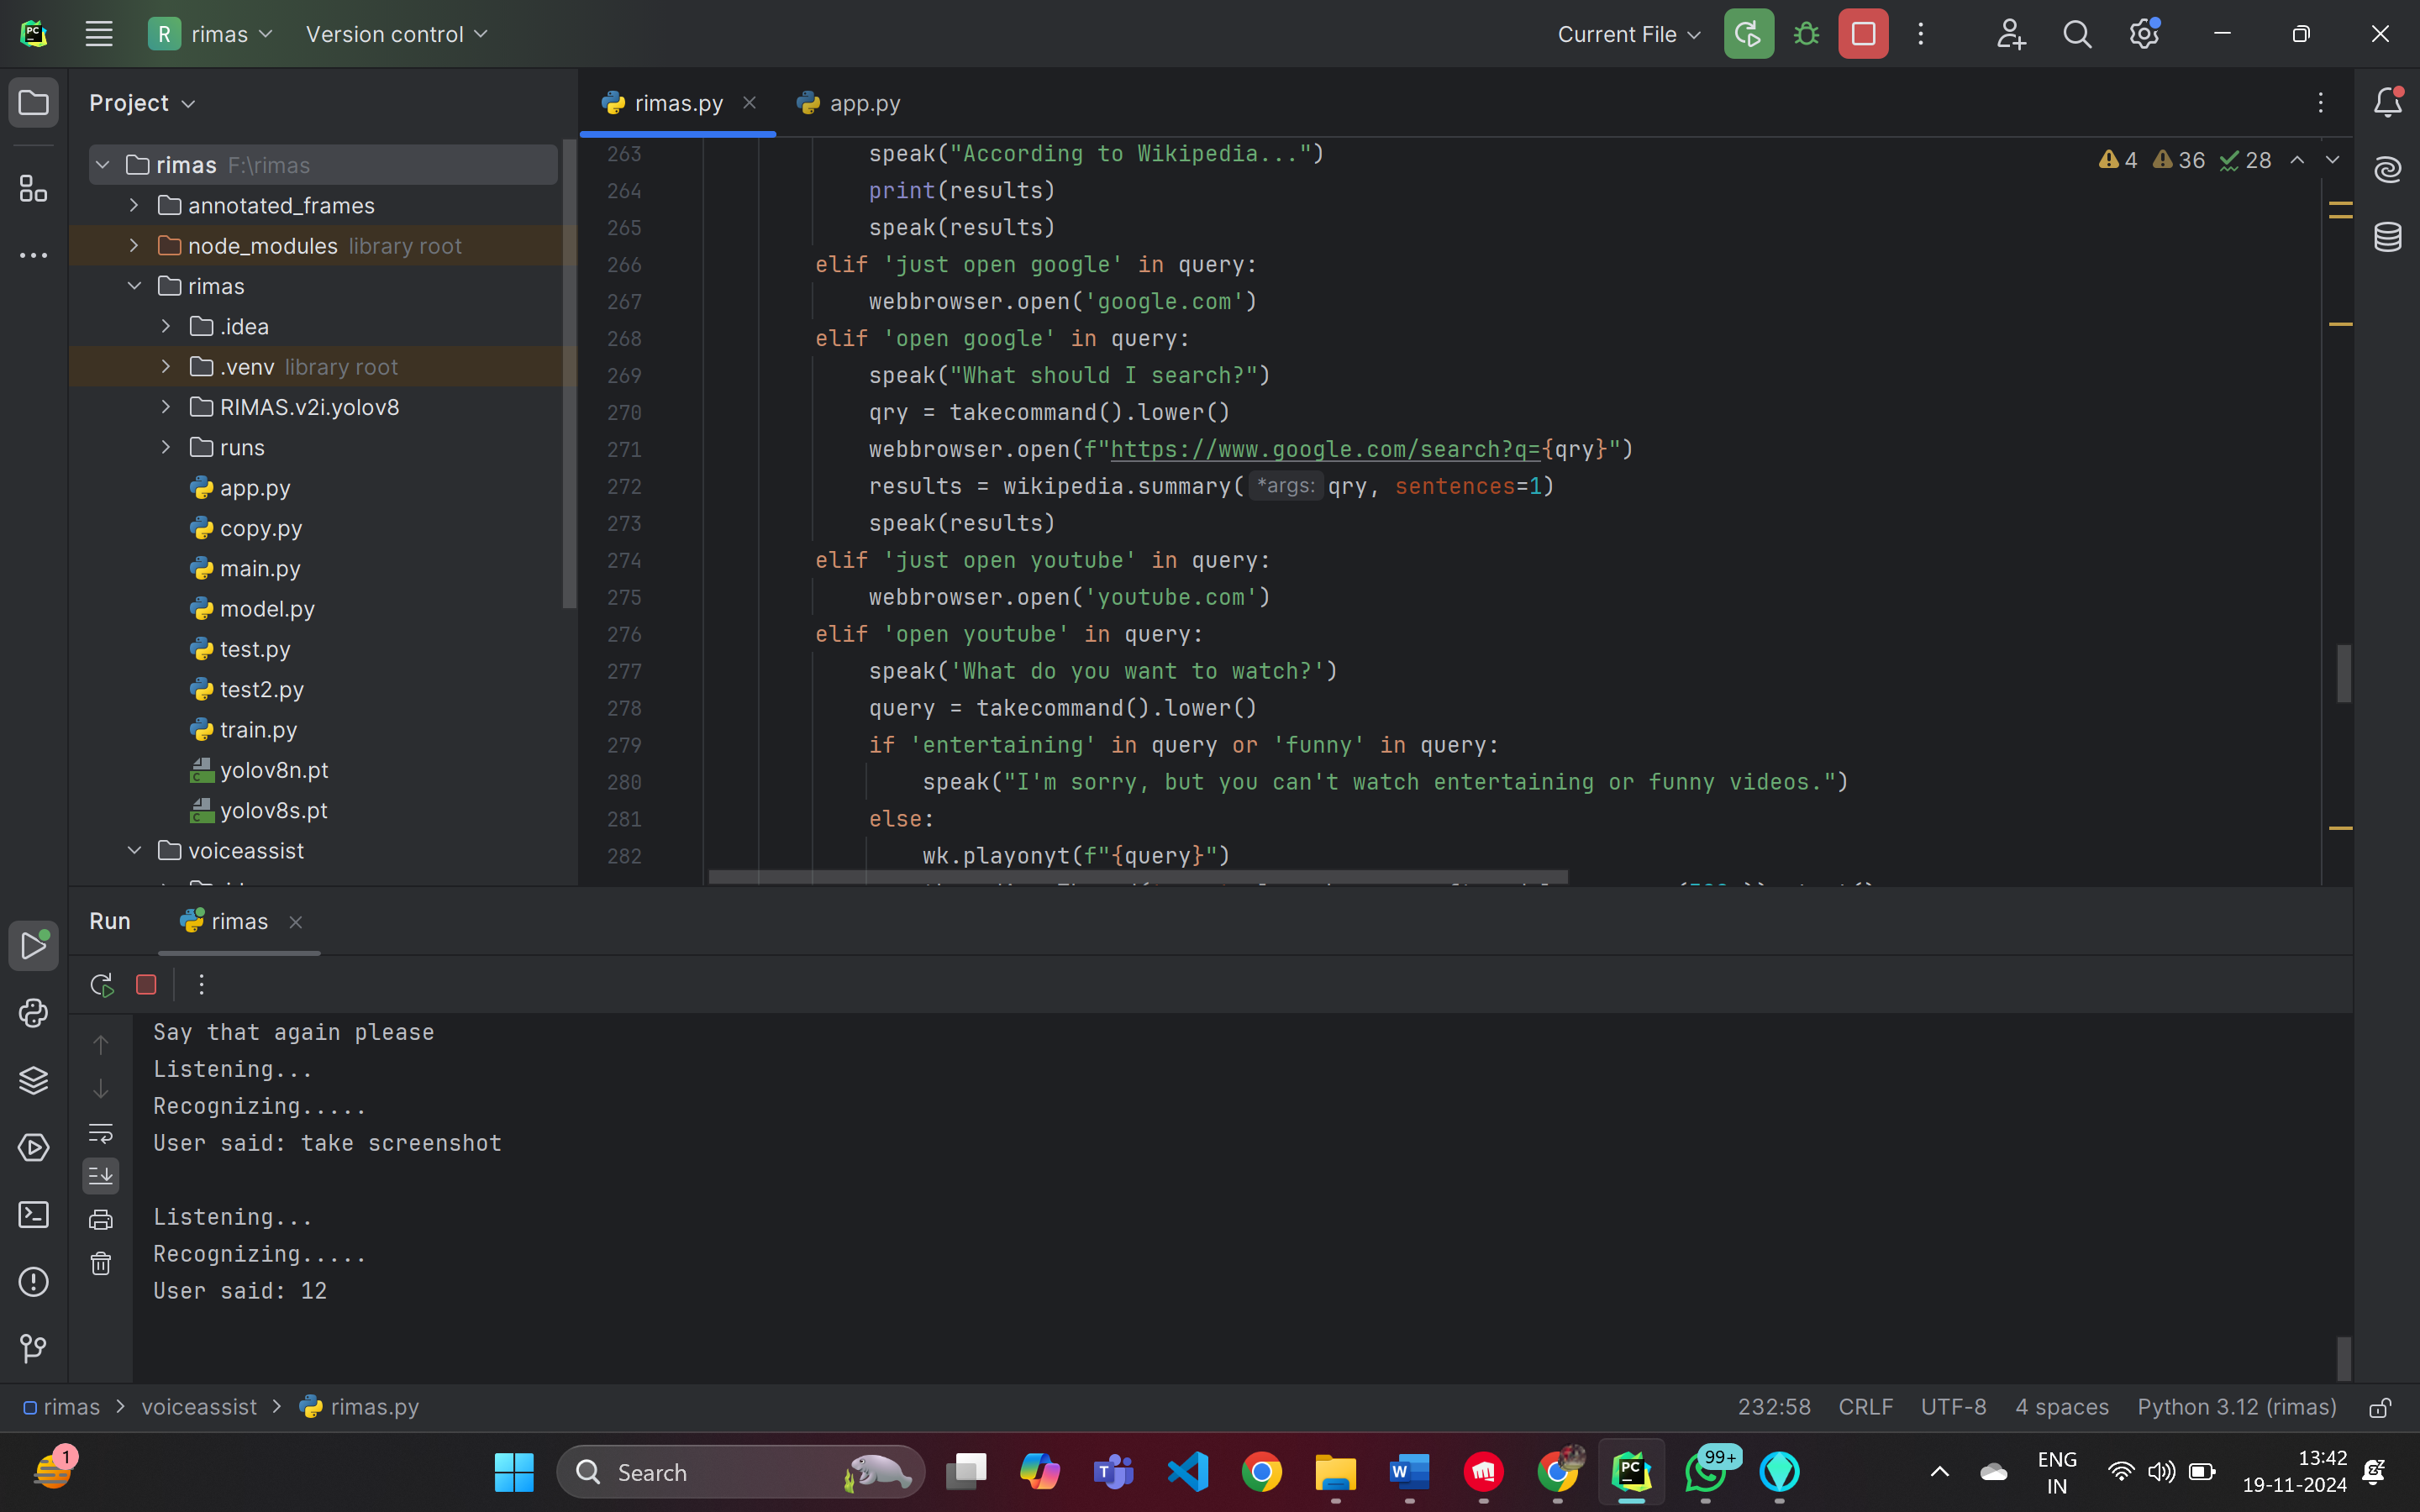 PC
R rimas
Version control
Current File
Project
rimas.py
app.py
rimas F:\rimas
annotated_frames
node_modules library root
rimas
.idea
.venv library root
RIMAS.v2i.yolov8
runs
app.py
copy.py
main.py
model.py
test.py
test2.py
train.py
C yolov8n.pt
C yolov8s.pt
voiceassist
4 36 28
263 speak("According to Wikipedia...")
264 print(results)
265 speak(results)
266 elif 'just open google' in query:
267 webbrowser.open('google.com')
268 elif 'open google' in query:
269 speak("What should I search?")
270 qry = takecommand().lower()
271 webbrowser.open(f"https://www.google.com/search?q={qry}")
272 results = wikipedia.summary( *args: qry, sentences=1)
273 speak(results)
274 elif 'just open youtube' in query:
275 webbrowser.open('youtube.com')
276 elif 'open youtube' in query:
277 speak('What do you want to watch?')
278 query = takecommand().lower()
279 if 'entertaining' in query or 'funny' in query:
280 speak("I'm sorry, but you can't watch entertaining or funny videos.")
281 else:
282 wk.playonyt(f"{query}")
Run
rimas
Say that again please
Listening...
Recognizing.....
User said: take screenshot
Listening...
Recognizing.....
User said: 12
rimas > voiceassist > rimas.py
232:58 CRLF UTF-8 4 spaces Python 3.12 (rimas)
1
Search
T
W
PC
99+
ENG
IN
13:42
19-11-2024